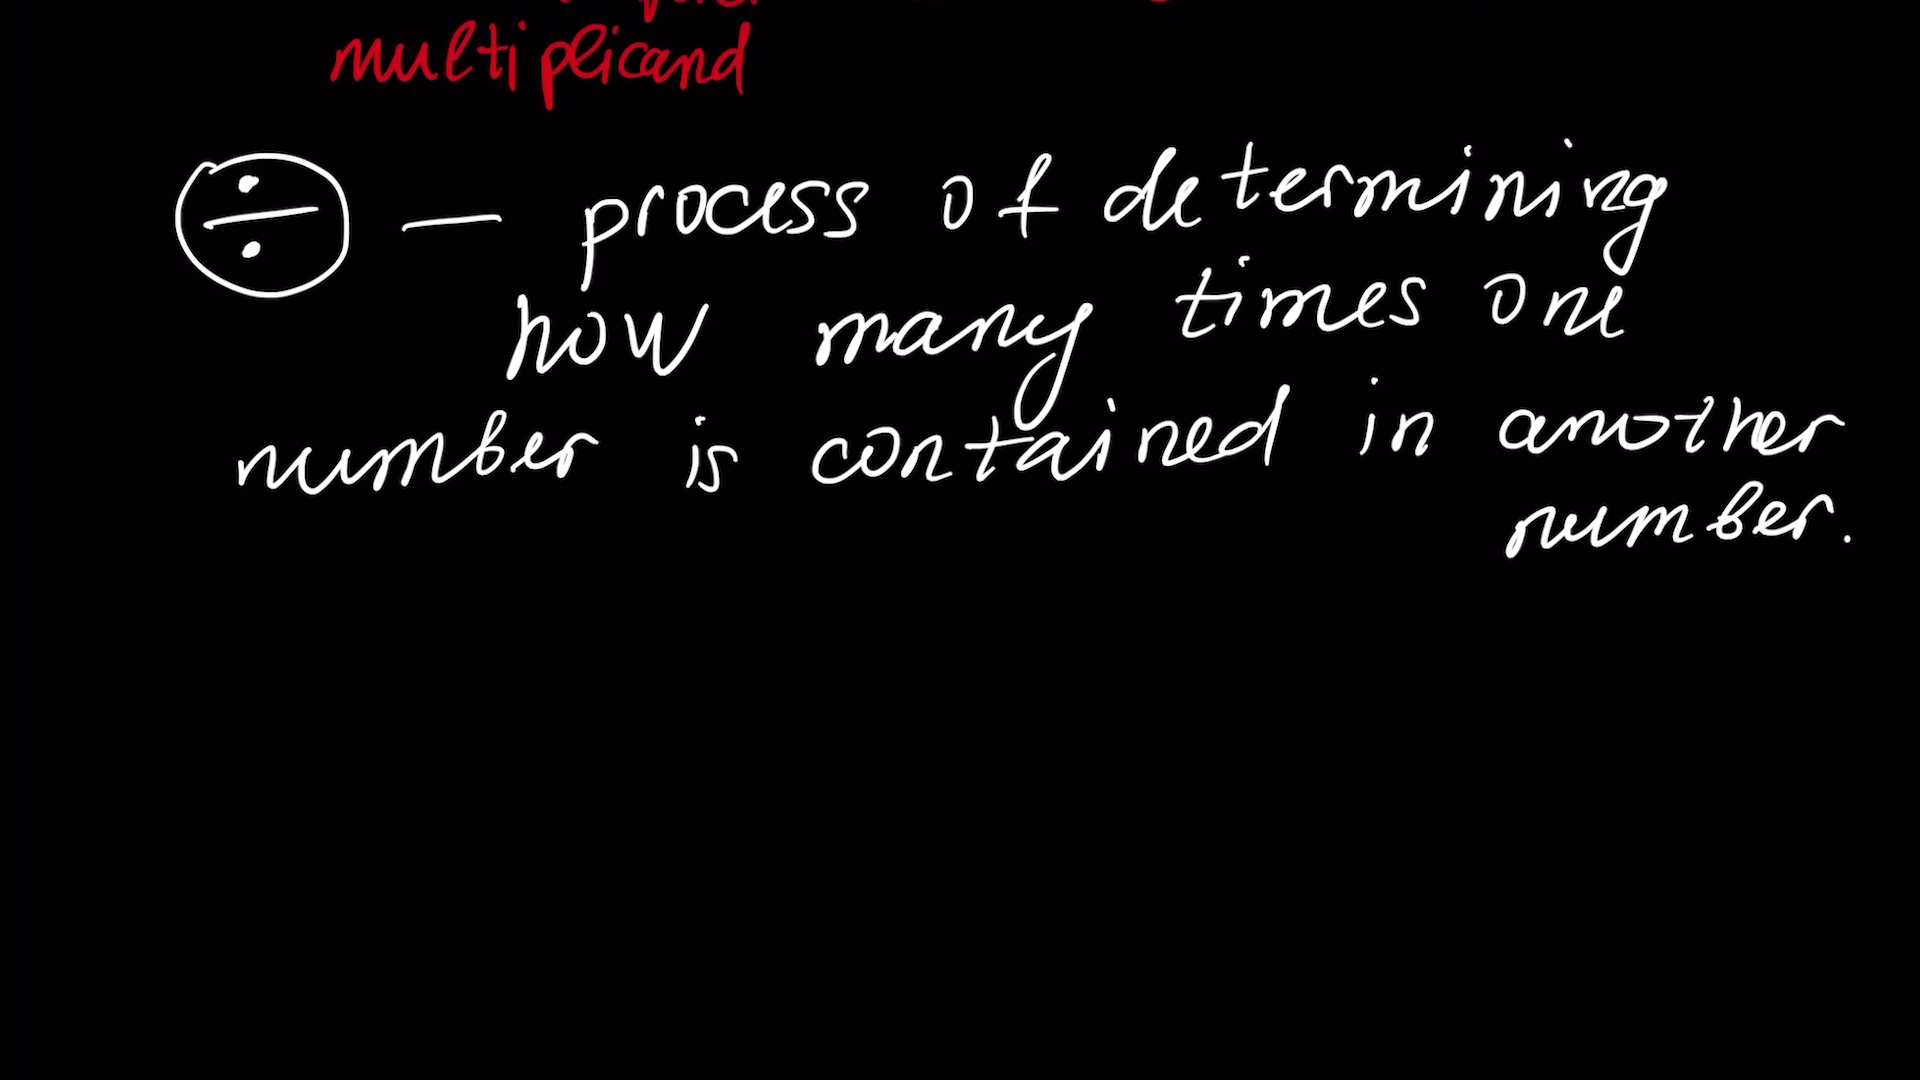 multiplicand
÷ — process of determining
how many times one
number is contained in another
number.